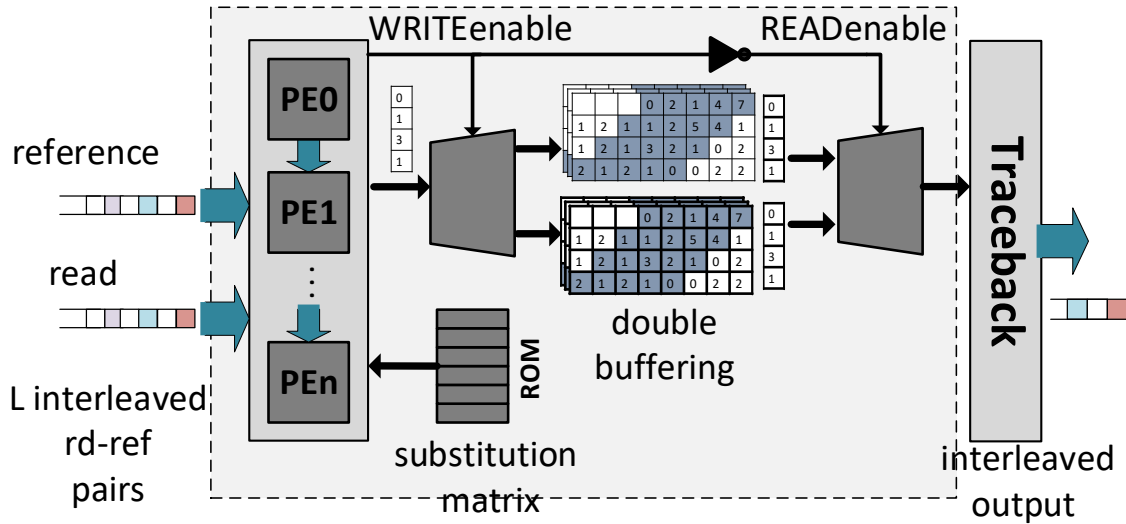 WRITEenable
READenable
PE0
PE1
PEn
reference
read
L interleaved
rd-ref
pairs
0
1
3
1
0 2 1 4 7
1 2 1 1 2 5 4 1
1 2 1 3 2 1 0 2
2 1 2 1 0 0 2 2
0
1
3
1
0 2 1 4 7
1 2 1 1 2 5 4 1
1 2 1 3 2 1 0 2
2 1 2 1 0 0 2 2
0
1
3
1
double
buffering
ROM
substitution
matrix
Traceback
interleaved
output